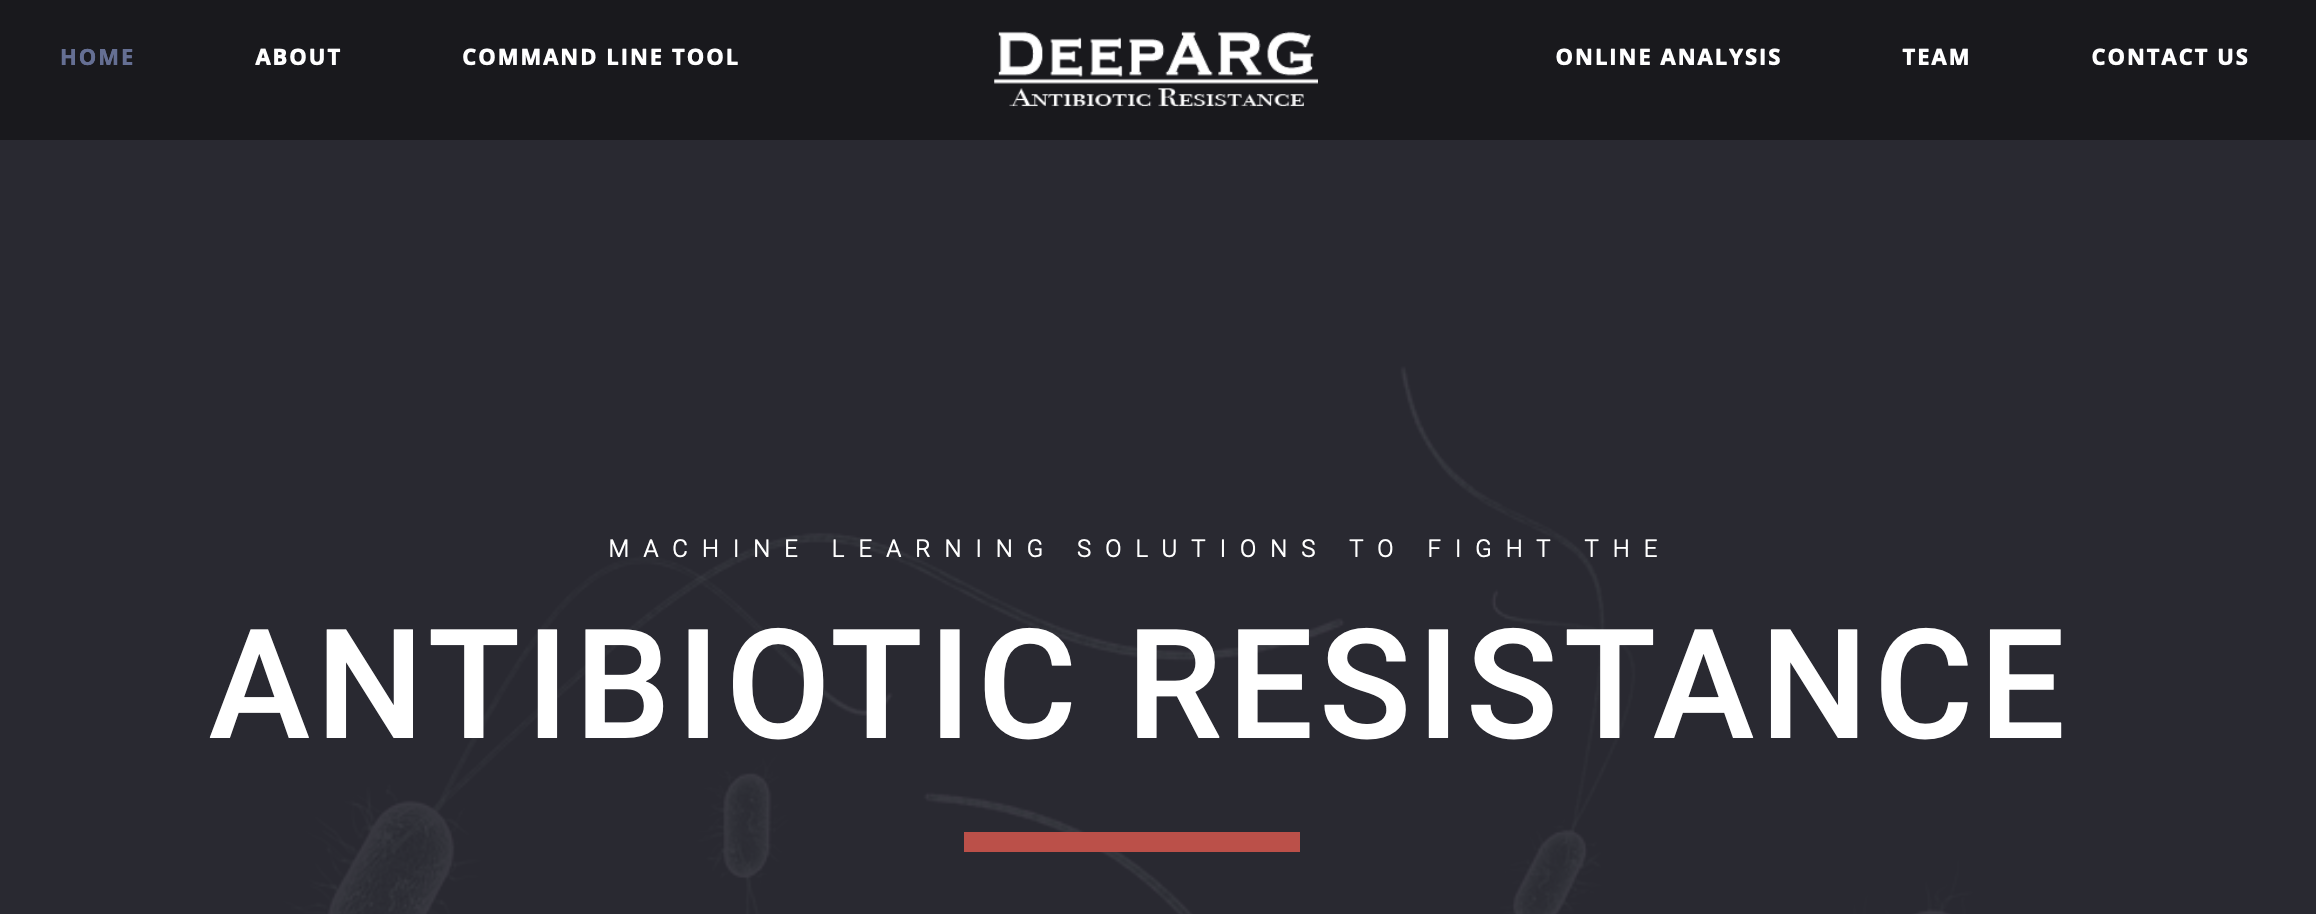 HOME ABOUT COMMAND LINE TOOL DEEPARG ONLINE ANALYSIS TEAM CONTACT US
ANTIBIOTIC RESISTANCE
MACHINE LEARNING SOLUTIONS TO FIGHT THE
ANTIBIOTIC RESISTANCE